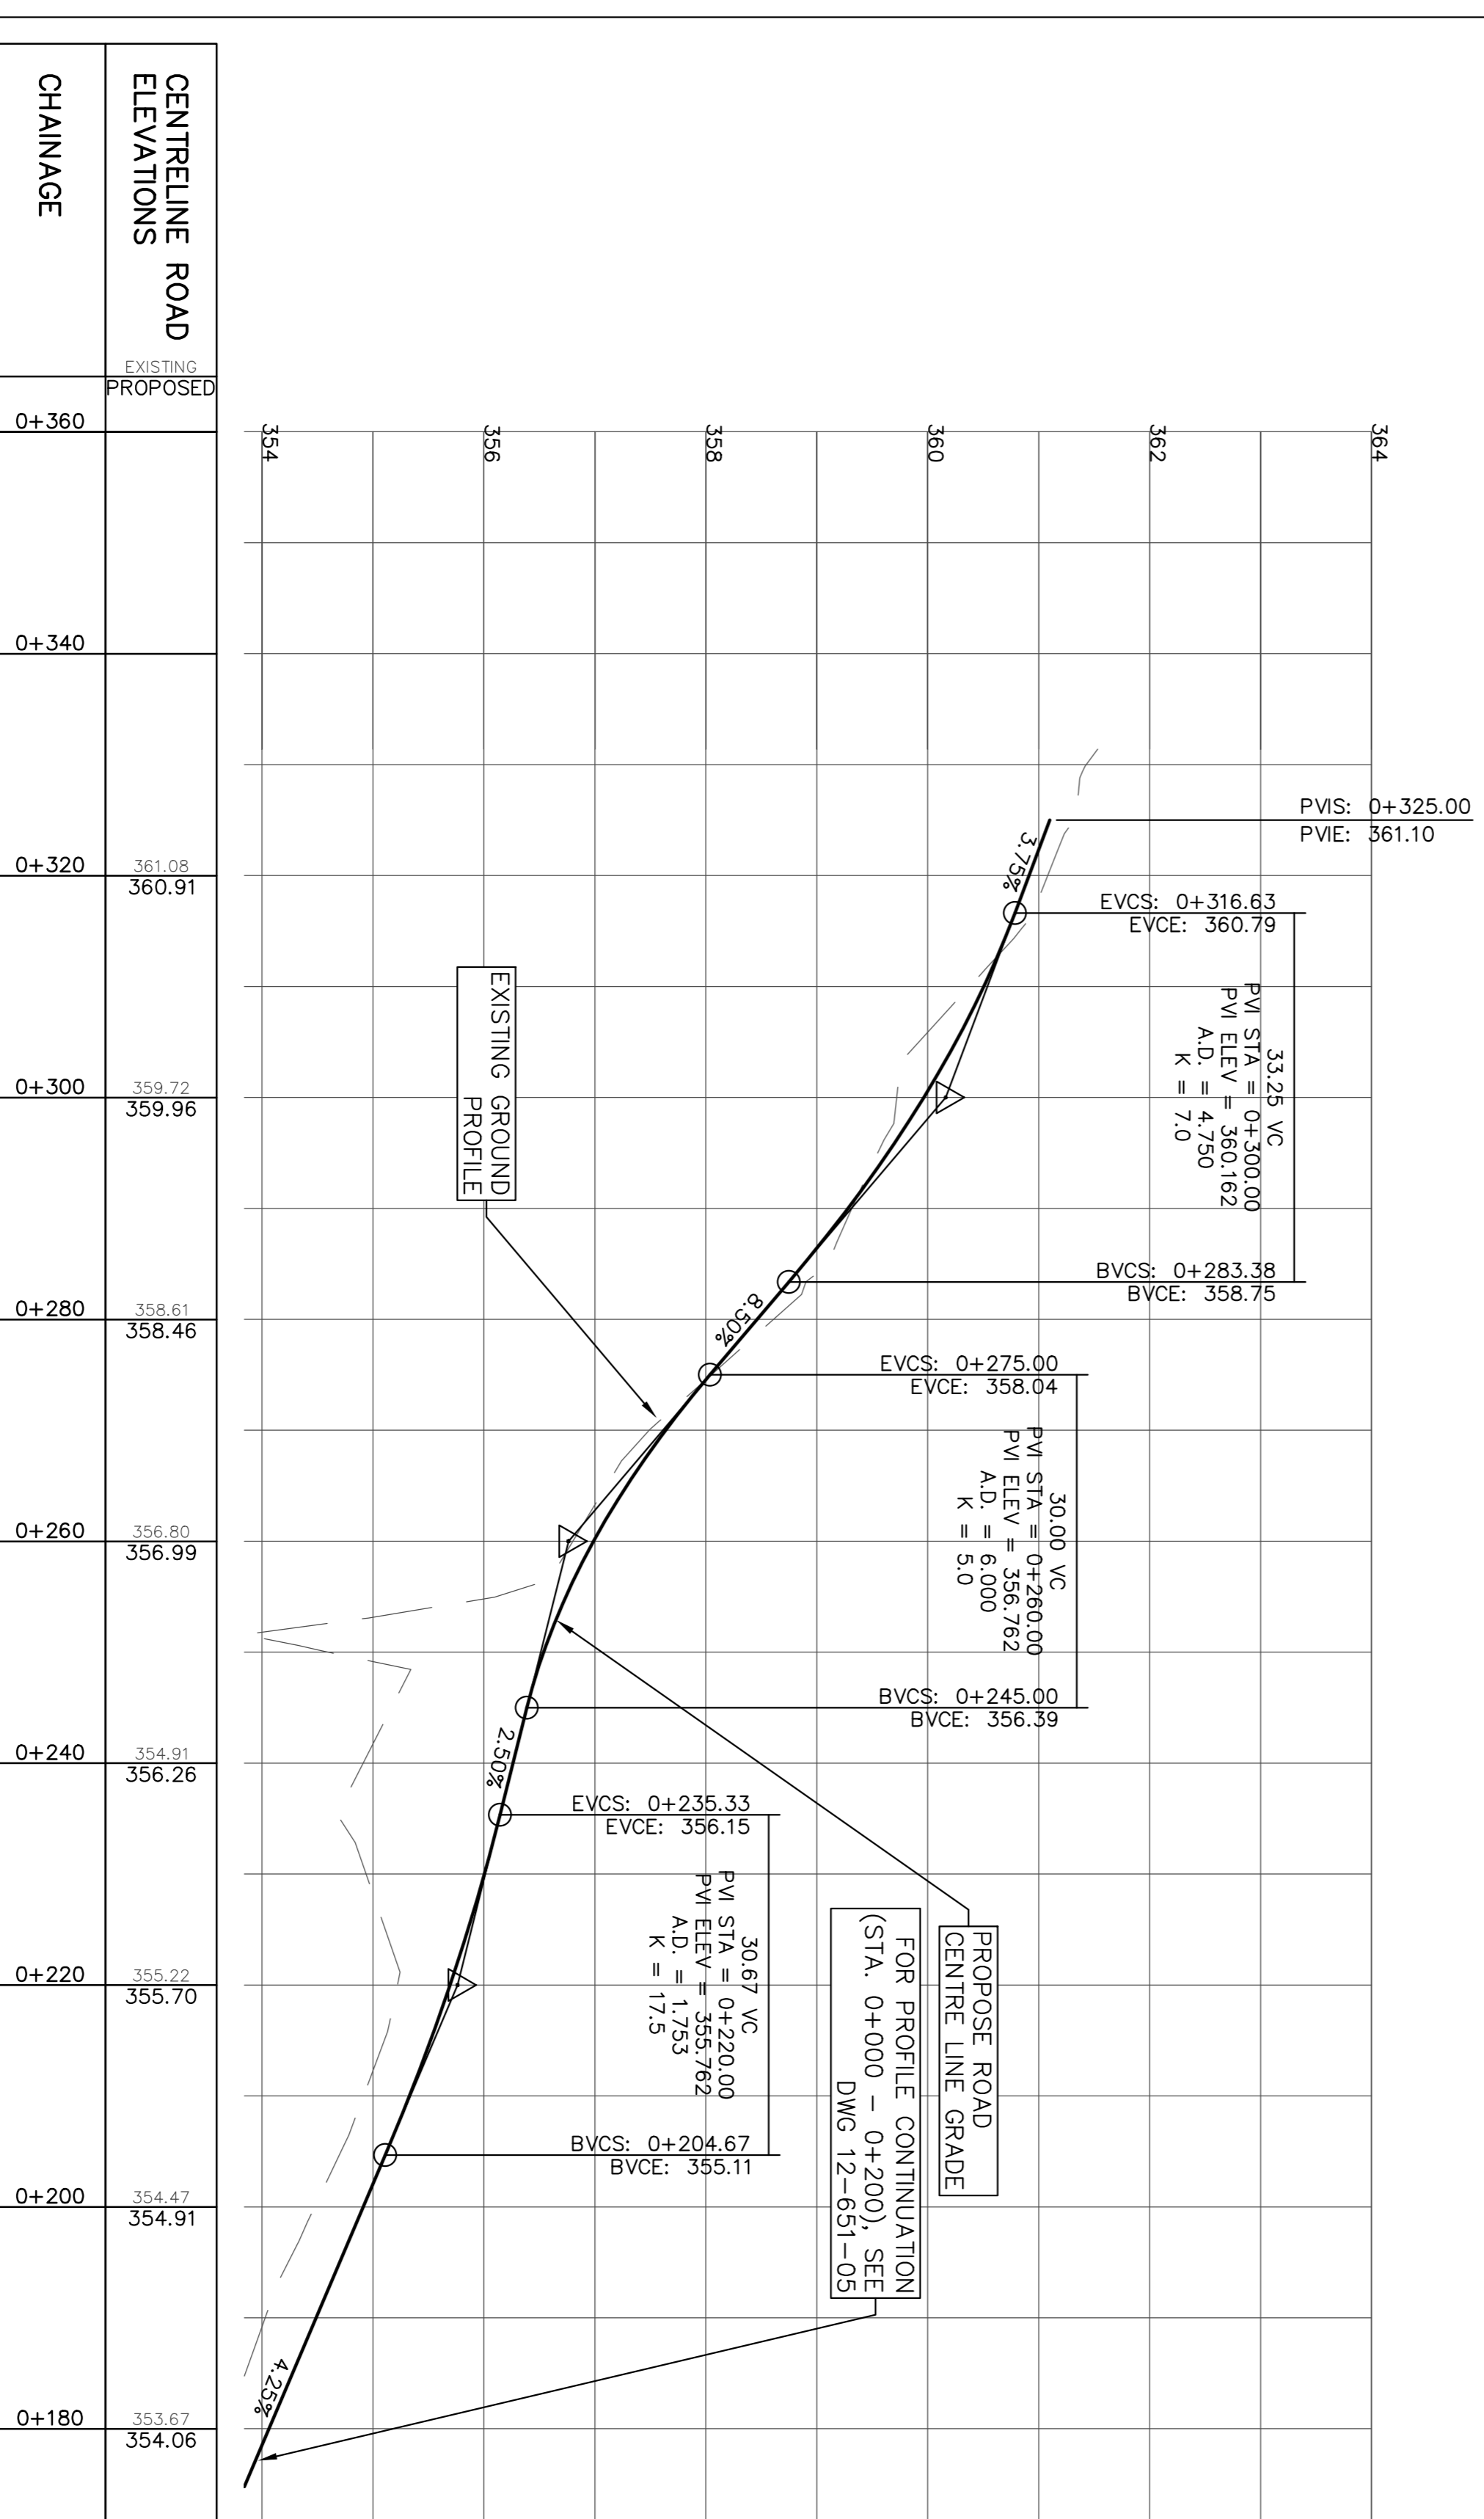 CENTRELINE ROAD
ELEVATIONS
CHAINAGE
EXISTING
PROPOSED
354
356
358
360
362
364
0+360
0+340
0+320
361.08
360.91
0+300
359.72
359.96
0+280
358.61
358.46
0+260
356.80
356.99
0+240
354.91
356.26
0+220
355.22
355.70
0+200
354.47
354.91
0+180
353.67
354.06
PVIS: 0+325.00
PVIE: 361.10
3.75%
EVCS: 0+316.63
EVCE: 360.79
33.25 VC
PVI STA = 0+300.00
PVI ELEV = 360.162
A.D. = 4.750
K = 7.0
BVCS: 0+283.38
BVCE: 358.75
EXISTING GROUND
PROFILE
8.50%
EVCS: 0+275.00
EVCE: 358.04
30.00 VC
PVI STA = 0+260.00
PVI ELEV = 356.762
A.D. = 6.000
K = 5.0
BVCS: 0+245.00
BVCE: 356.39
2.50%
EVCS: 0+235.33
EVCE: 356.15
30.67 VC
PVI STA = 0+220.00
PVI ELEV = 355.762
A.D. = 1.753
K = 17.5
BVCS: 0+204.67
BVCE: 355.11
PROPOSE ROAD
CENTRE LINE GRADE
FOR PROFILE CONTINUATION
(STA. 0+000 - 0+200), SEE
DWG 12-651-05
4.25%